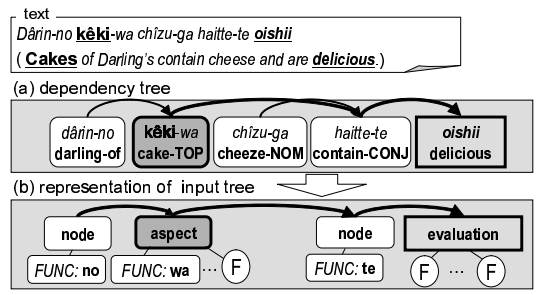 text
Dârin-no kêki-wa chîzu-ga haitte-te oishii
( Cakes of Darling's contain cheese and are delicious.)
(a) dependency tree
dârin-no kêki-wa chîzu-ga haitte-te oishii
darling-of cake-TOP cheeze-NOM contain-CONJ delicious
(b) representation of input tree
node aspect node evaluation
FUNC: no FUNC: wa ... F FUNC: te F ... F